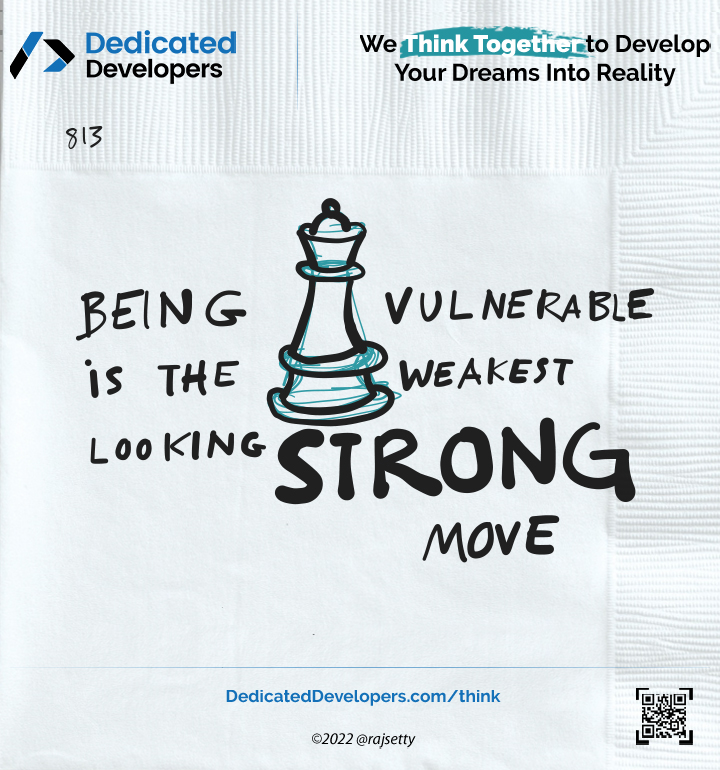 Dedicated
Developers
We Think Together to Develop
Your Dreams Into Reality
813
BEING VULNERABLE
iS THE WEAKEST
LOOKING STRONG
MOVE
DedicatedDevelopers.com/think
©2022 @rajsetty